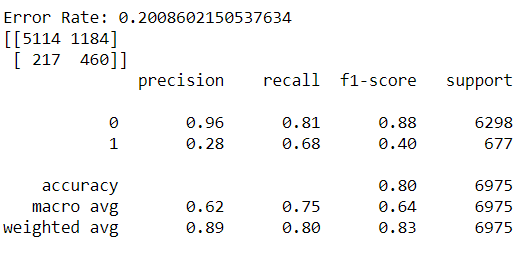 Error Rate: 0.2008602150537634
[[5114 1184]
 [ 217  460]]
              precision    recall  f1-score   support

           0       0.96      0.81      0.88      6298
           1       0.28      0.68      0.40       677

    accuracy                           0.80      6975
   macro avg       0.62      0.75      0.64      6975
weighted avg       0.89      0.80      0.83      6975